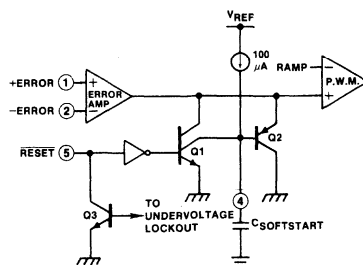 VREF
100
μA
RAMP
P.W.M.
+ERROR 1
ERROR
AMP
−ERROR 2
RESET 5
Q1
Q2
Q3
TO
UNDERVOLTAGE
LOCKOUT
4
CSOFTSTART